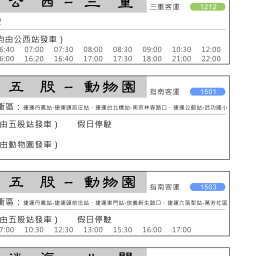 公 西 － 三 重 三重客運 1212
均由公西站發車）
6:40 07:00 07:30 08:00 08:30 09:00 10:30 12:00
6:00 16:20 16:40 17:00 17:30 18:00 21:00 22:00
五 股 － 動物園 指南客運 1501
衝區：捷運丹鳳站-捷運頭前庄站、捷運台北橋站-南京林森路口、捷運公館站-武功國小
由五股站發車） 假日停駛
由動物園發車）
五 股 － 動物園 指南客運 1503
衝區：捷運丹鳳站-捷運頭前庄站、捷運東門站-信義新生路口、捷運六張犁站-萬芳社區
由五股站發車） 假日停駛
7:00 10:30 12:30 13:00 15:30 16:00 17:00